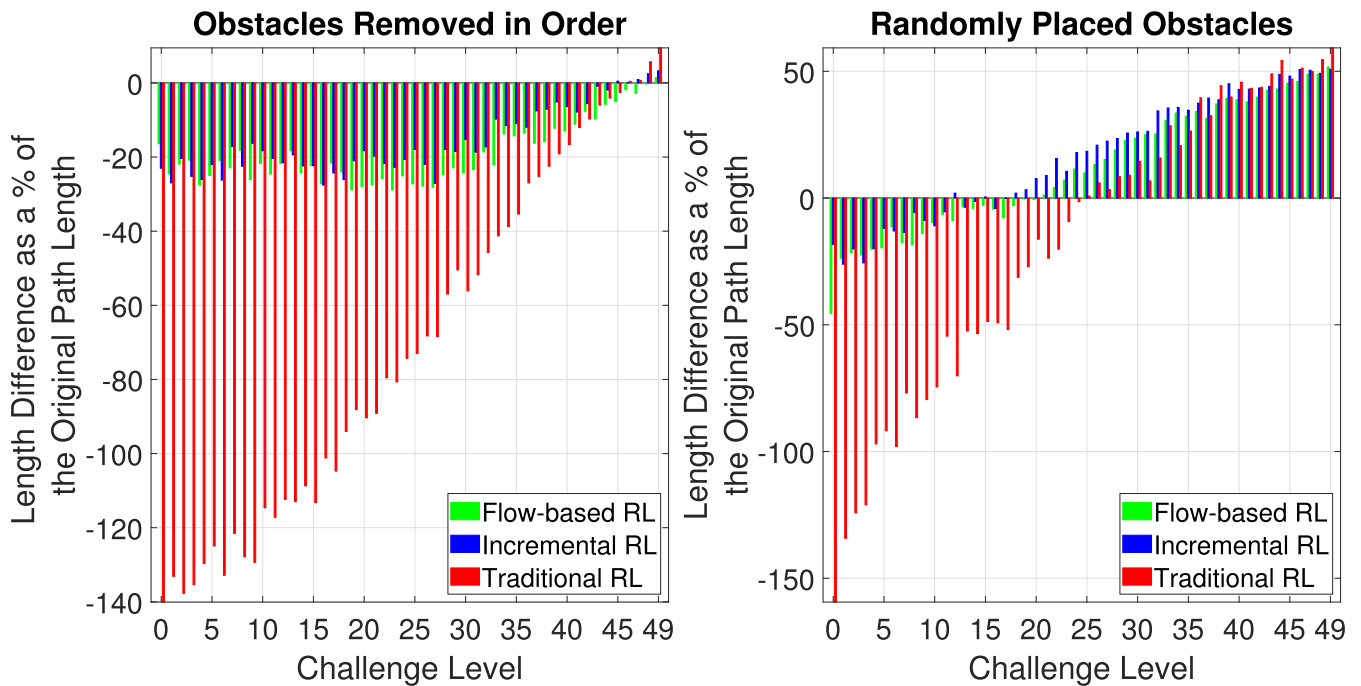 Obstacles Removed in Order
Length Difference as a % of
the Original Path Length
0
-20
-40
-60
-80
-100
-120
-140
0 5 10 15 20 25 30 35 40 45 49
Challenge Level
Flow-based RL
Incremental RL
Traditional RL
Randomly Placed Obstacles
Length Difference as a % of
the Original Path Length
50
0
-50
-100
-150
0 5 10 15 20 25 30 35 40 45 49
Challenge Level
Flow-based RL
Incremental RL
Traditional RL